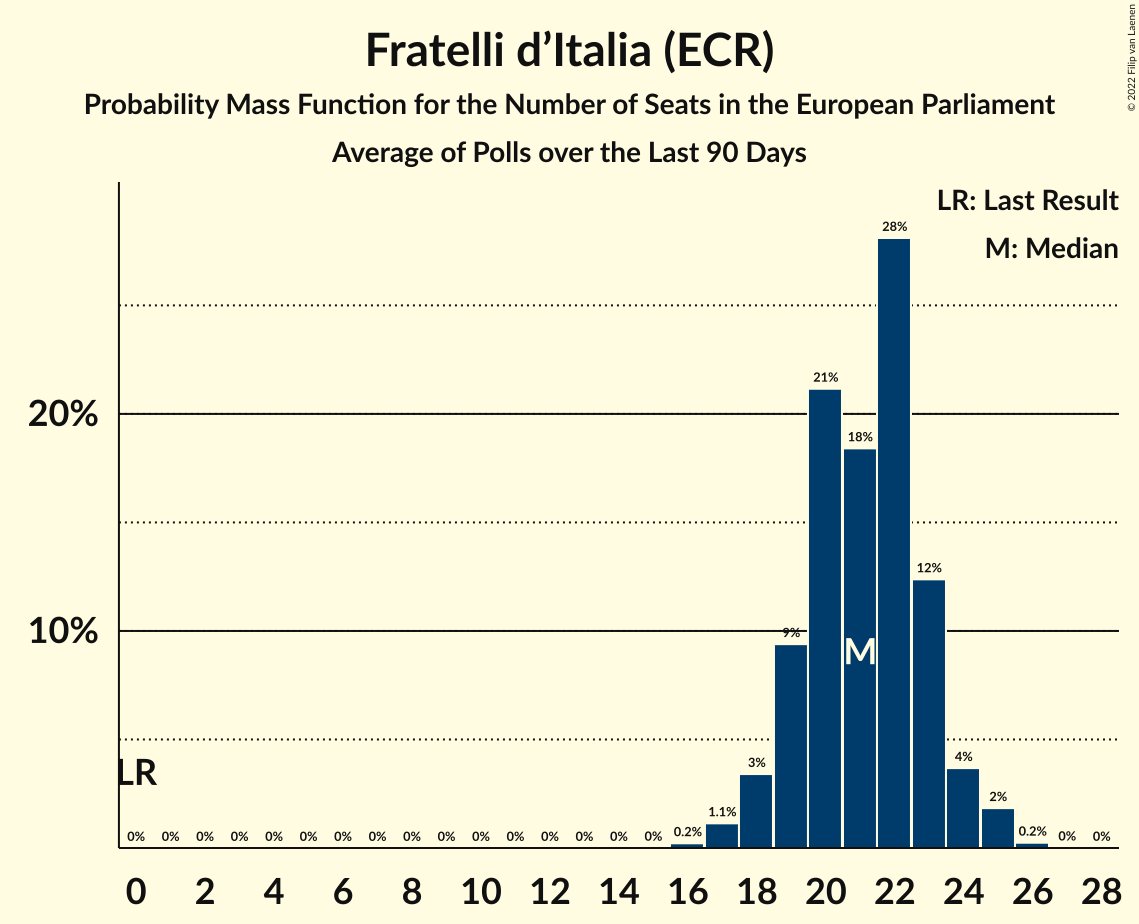 Fratelli d’Italia (ECR)
Probability Mass Function for the Number of Seats in the European Parliament
Average of Polls over the Last 90 Days
© 2022 Filip van Laenen
LR: Last Result
M: Median
20%
10%
LR
M
0% 0% 0% 0% 0% 0% 0% 0% 0% 0% 0% 0% 0% 0% 0% 0% 0.2% 1.1% 3% 9% 21% 18% 28% 12% 4% 2% 0.2% 0% 0%
0 2 4 6 8 10 12 14 16 18 20 22 24 26 28